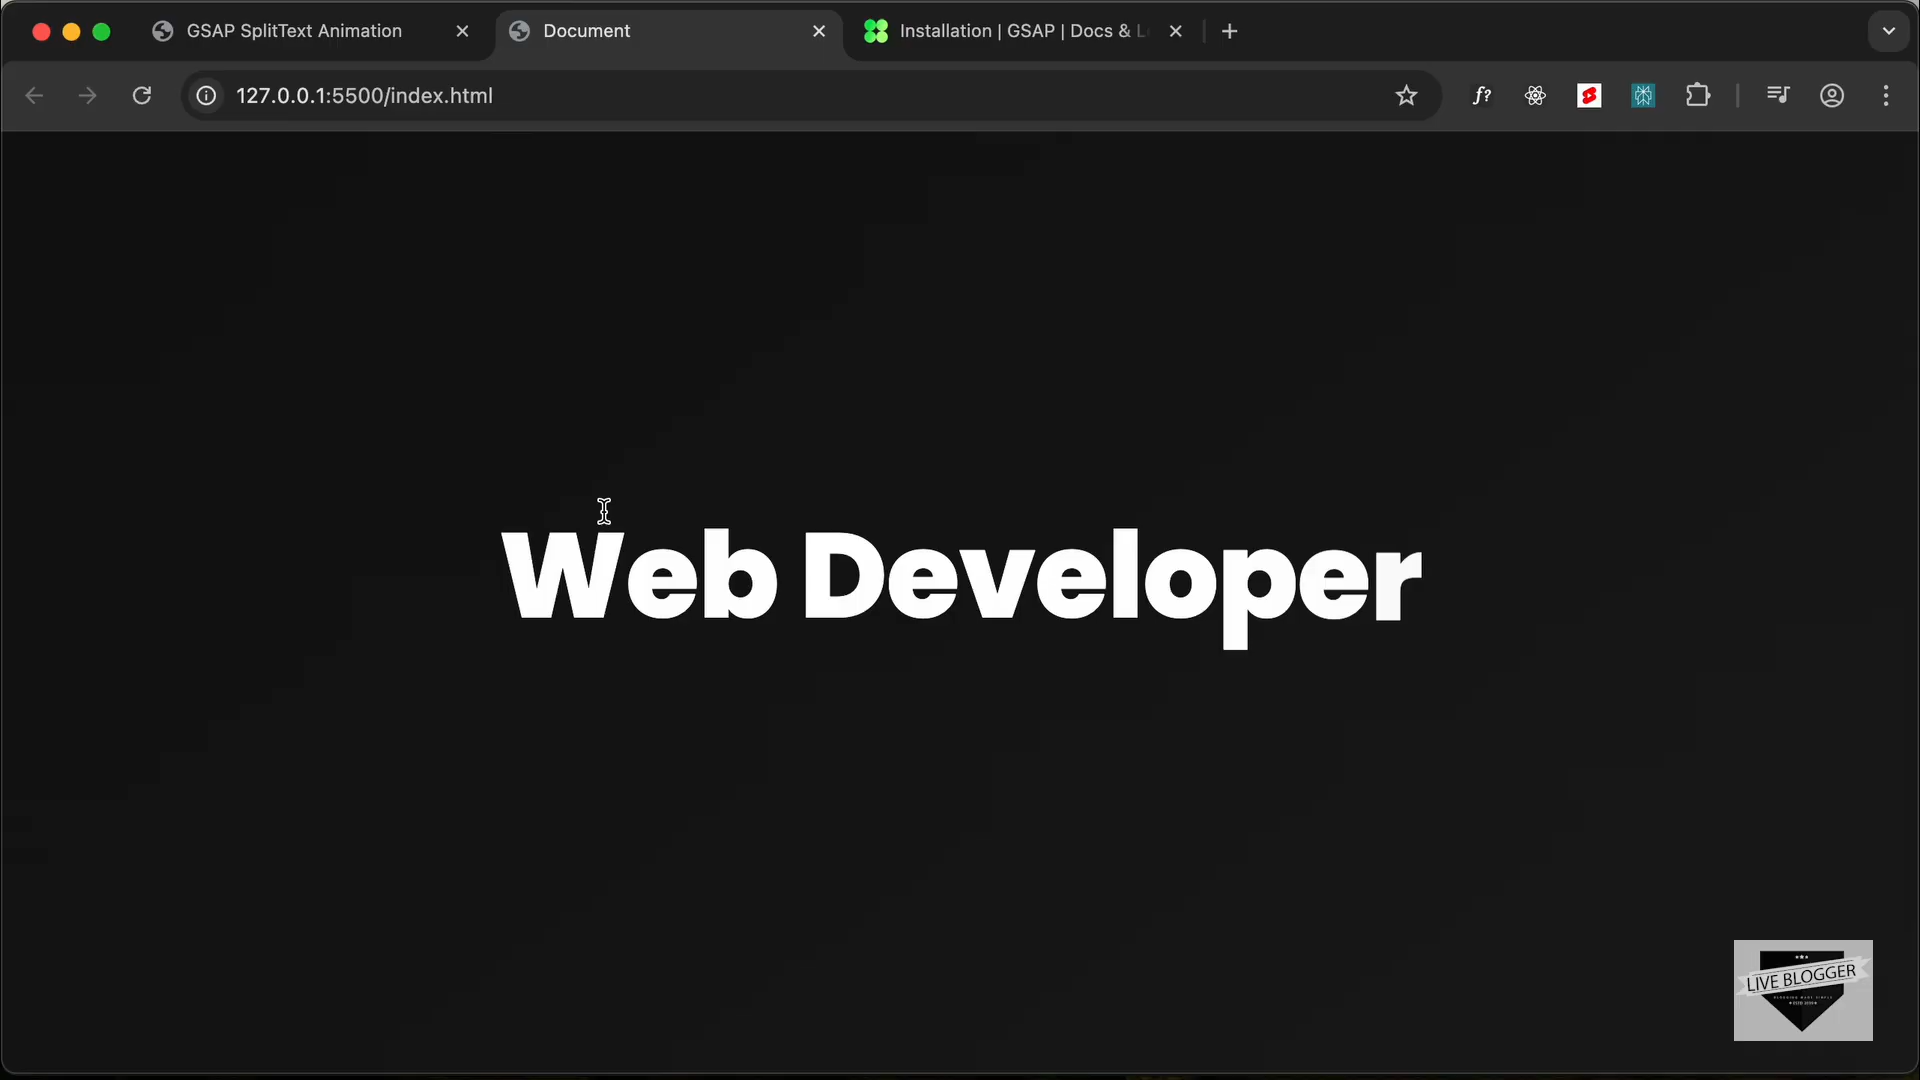 GSAP SplitText Animation
Document
Installation | GSAP | Docs & L
127.0.0.1:5500/index.html
f?
Web Developer
LIVE BLOGGER